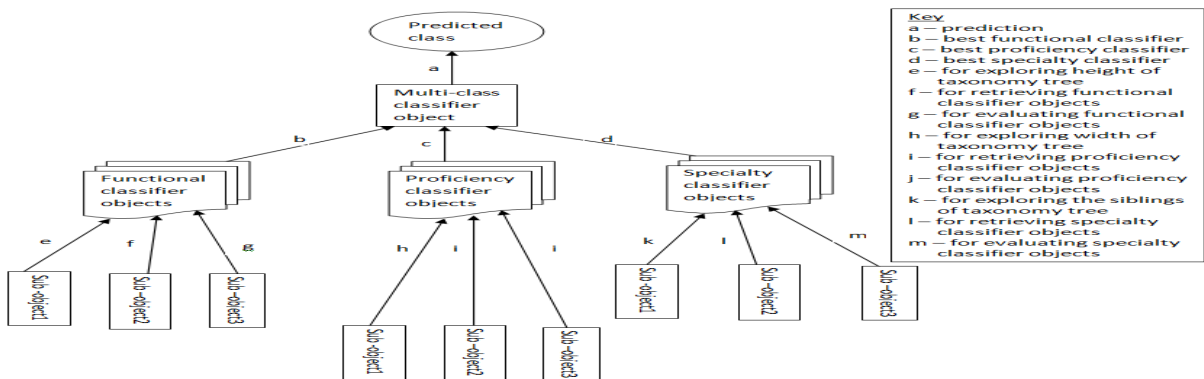 Predicted
class
a
Multi-class
classifier
object
b
c
d
Functional
classifier
objects
Proficiency
classifier
objects
Specialty
classifier
objects
e
f
g
h
i
i
k
l
m
Sub-object1
Sub-object2
Sub-object3
Sub-object1
Sub-object2
Sub-object3
Sub-object1
Sub-object2
Sub-object3
Key
a – prediction
b – best functional classifier
c – best proficiency classifier
d – best specialty classifier
e – for exploring height of
taxonomy tree
f – for retrieving functional
classifier objects
g – for evaluating functional
classifier objects
h – for exploring width of
taxonomy tree
i – for retrieving proficiency
classifier objects
j – for evaluating proficiency
classifier objects
k – for exploring the siblings
of taxonomy tree
l – for retrieving specialty
classifier objects
m – for evaluating specialty
classifier objects